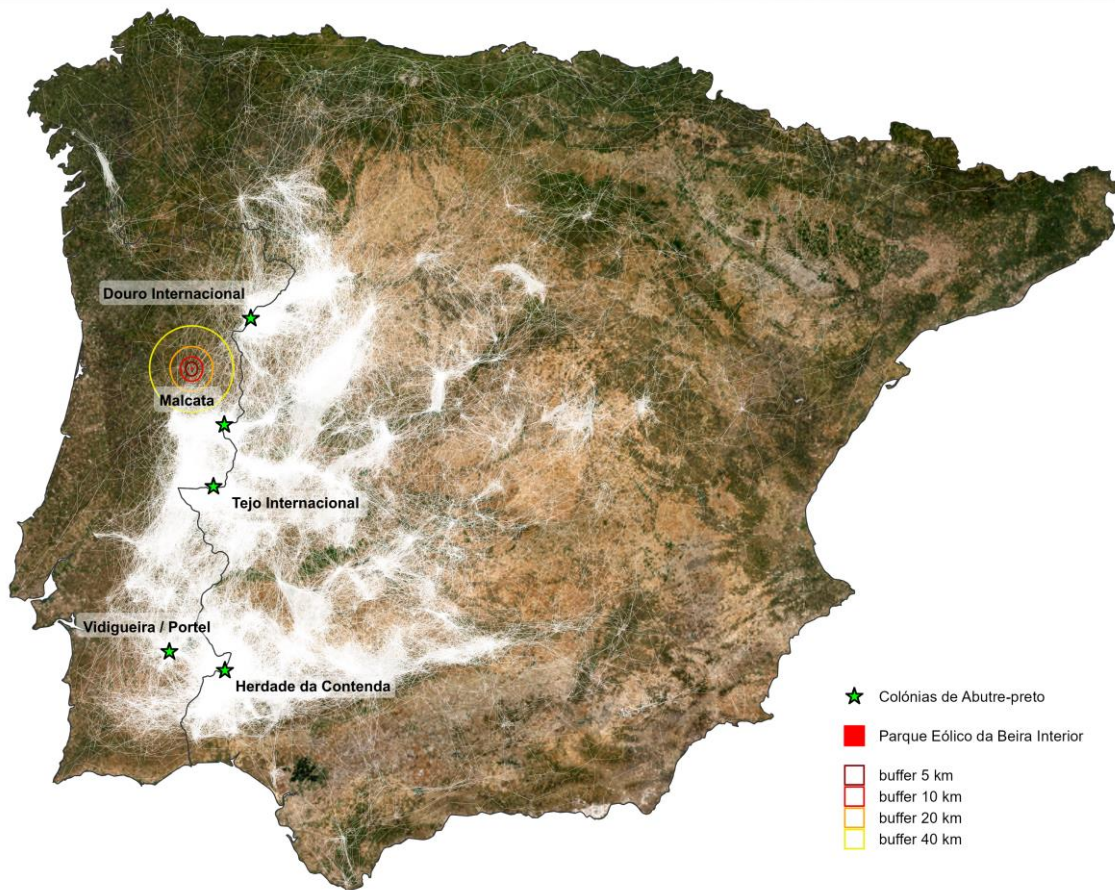 Douro Internacional
Malcata
Tejo Internacional
Vidigueira / Portel
Herdade da Contenda
Colónias de Abutre-preto
Parque Eólico da Beira Interior
buffer 5 km
buffer 10 km
buffer 20 km
buffer 40 km